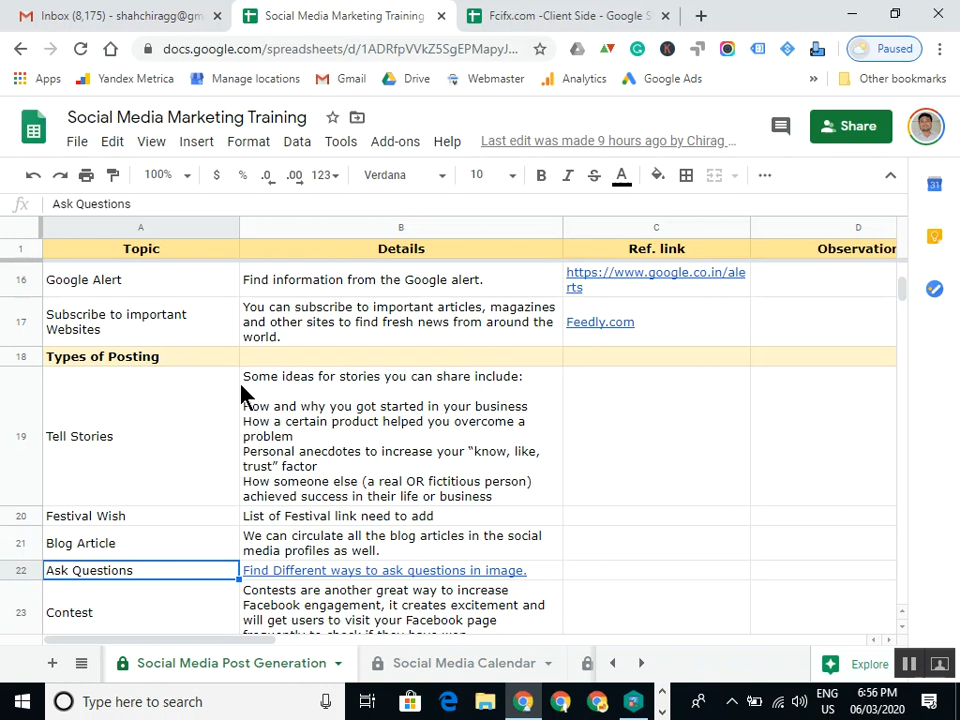 Inbox (8,175) - shahchiragg@gm
Social Media Marketing Training
Fcifx.com -Client Side - Google S
docs.google.com/spreadsheets/d/1ADRfpVVkZ5SgEPMapyJ...
Paused
Apps
Yandex Metrica
Manage locations
Gmail
Drive
Webmaster
Analytics
Google Ads
»
Other bookmarks
Social Media Marketing Training
File Edit View Insert Format Data Tools Add-ons Help
Last edit was made 9 hours ago by Chirag ...
Share
100% $ % .0 .00 123 Verdana 10 B I S A
fx Ask Questions
A B C D
1 Topic Details Ref. link Observation
16 Google Alert
Find information from the Google alert.
https://www.google.co.in/ale
rts
17 Subscribe to important
Websites
You can subscribe to important articles, magazines
and other sites to find fresh news from around the
world.
Feedly.com
18 Types of Posting
19 Tell Stories
Some ideas for stories you can share include:
How and why you got started in your business
How a certain product helped you overcome a
problem
Personal anecdotes to increase your “know, like,
trust” factor
How someone else (a real OR fictitious person)
achieved success in their life or business
20 Festival Wish
List of Festival link need to add
21 Blog Article
We can circulate all the blog articles in the social
media profiles as well.
22 Ask Questions
Find Different ways to ask questions in image.
23 Contest
Contests are another great way to increase
Facebook engagement, it creates excitement and
will get users to visit your Facebook page
frequently to check if they have won
Social Media Post Generation
Social Media Calendar
Explore
Type here to search
ENG
US
6:56 PM
06/03/2020